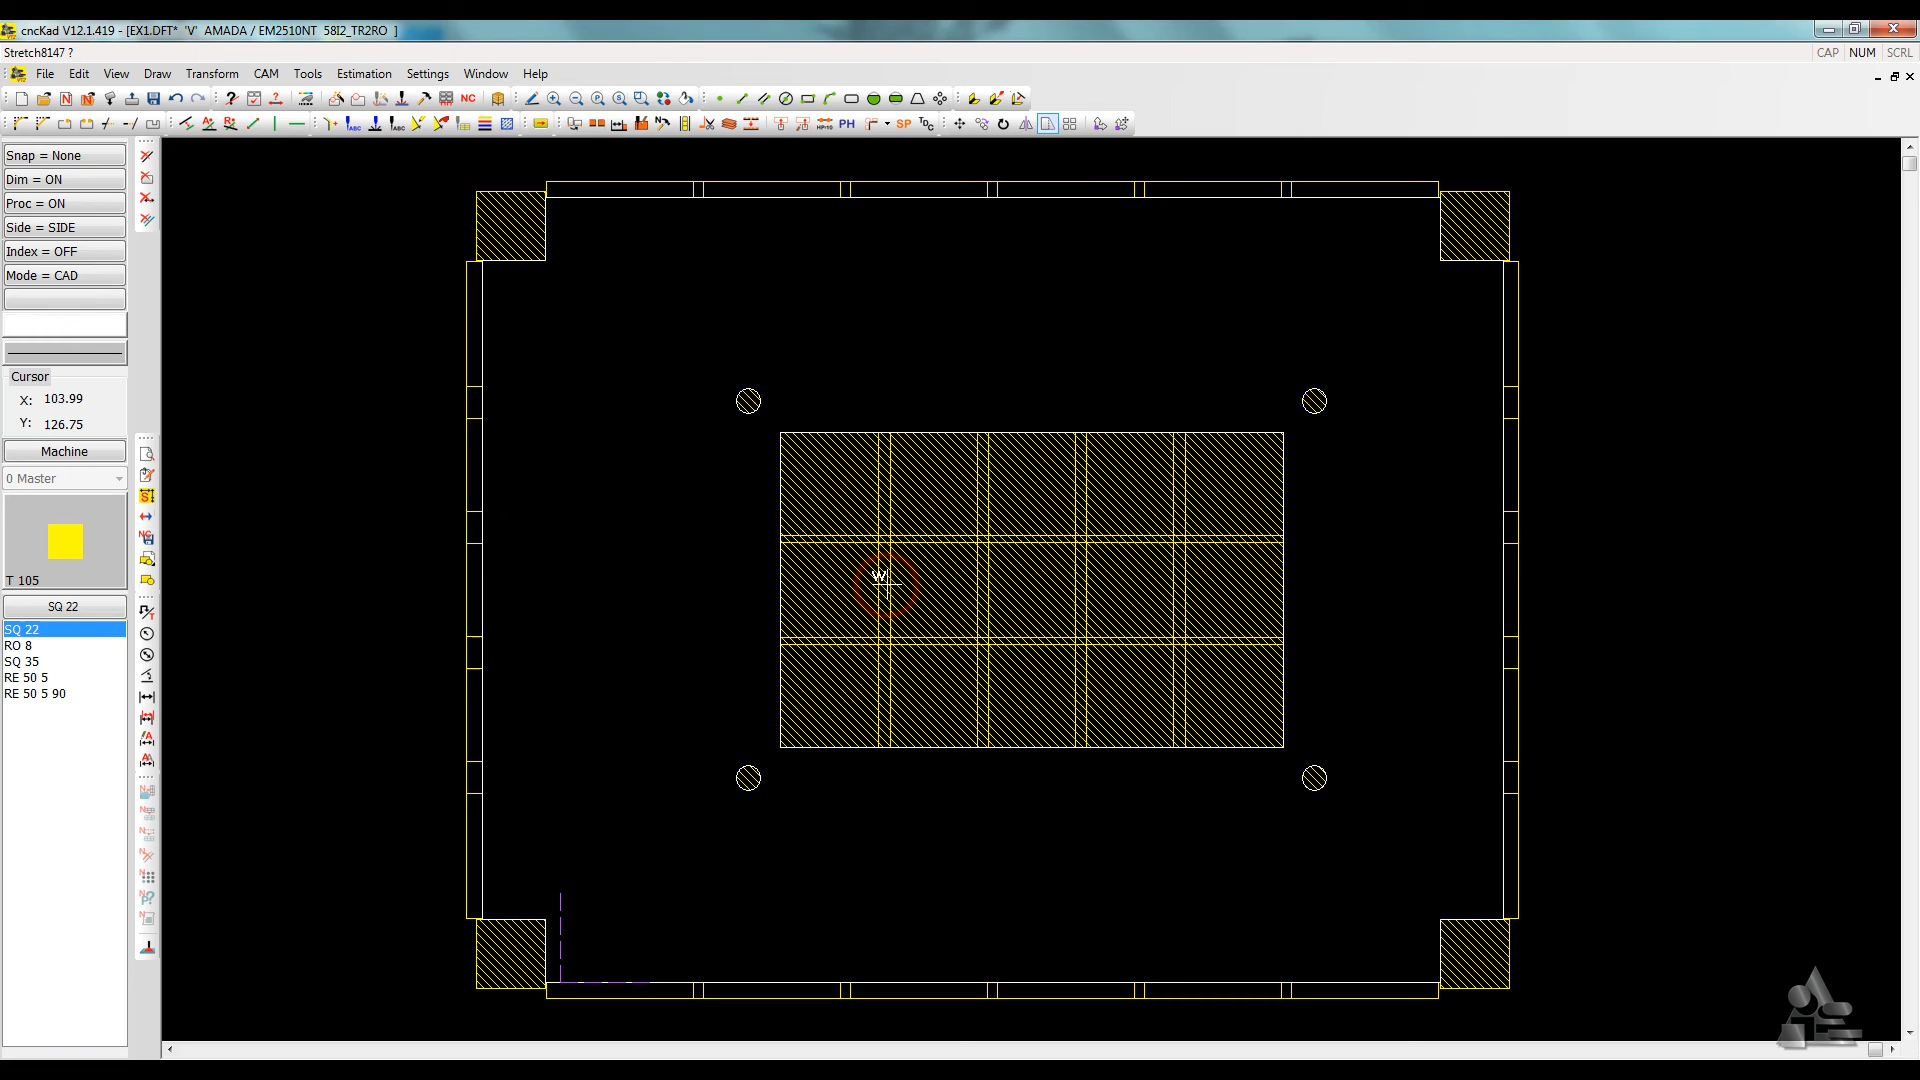 cncKad V12.1.419 - [EX1.DFT* 'V' AMADA / EM2510NT 58I2_TR2RO ]
Stretch8147 ?
CAP NUM SCRL
File Edit View Draw Transform CAM Tools Estimation Settings Window Help
NC
PH SP
Snap = None
Dim = ON
Proc = ON
Side = SIDE
Index = OFF
Mode = CAD
Cursor
X: 103.99
Y: 126.75
Machine
0 Master
T 105
SQ 22
SQ 22
RO 8
SQ 35
RE 50 5
RE 50 5 90
W